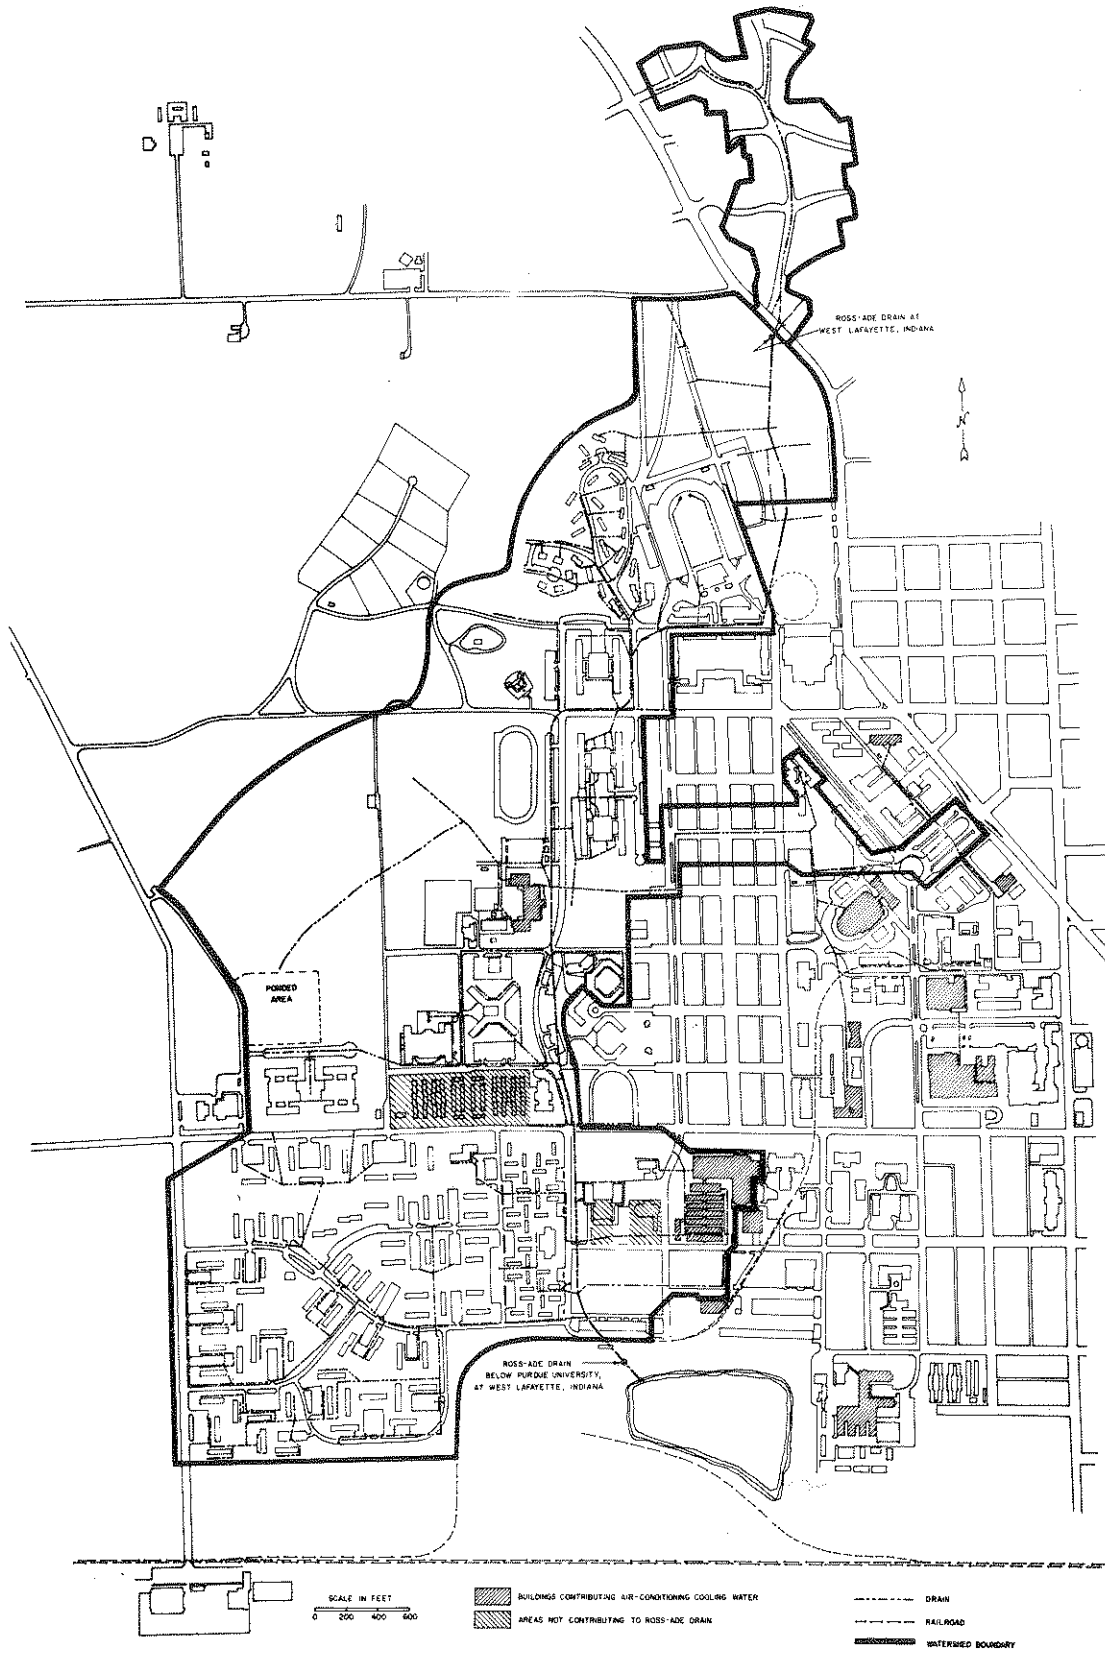 ROSS-ADE DRAIN AT
WEST LAFAYETTE, INDIANA
N
PONDED
AREA
ROSS-ADE DRAIN
BELOW PURDUE UNIVERSITY,
AT WEST LAFAYETTE, INDIANA
SCALE IN FEET
0 200 400 600
BUILDINGS CONTRIBUTING AIR-CONDITIONING COOLING WATER
AREAS NOT CONTRIBUTING TO ROSS-ADE DRAIN
DRAIN
RAILROAD
WATERSHED BOUNDARY